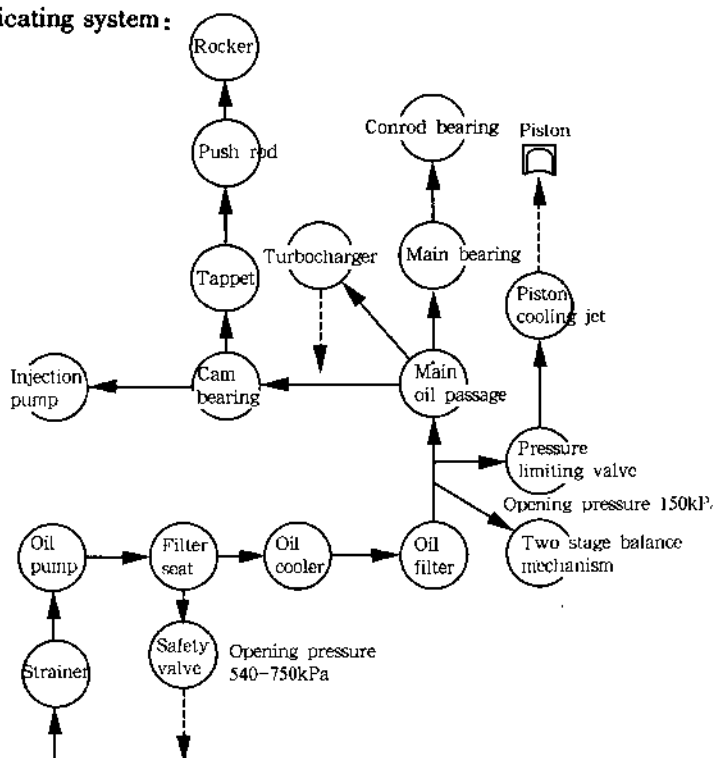 icating system:
Rocker
Conrod bearing
Piston
Push rod
Turbocharger
Main bearing
Tappet
Piston
cooling jet
Injection
pump
Cam
bearing
Main
oil passage
Pressure
limiting valve
Opening pressure 150kP
Oil
pump
Filter
seat
Oil
cooler
Oil
filter
Two stage balance
mechanism
Strainer
Safety
valve
Opening pressure
540-750kPa